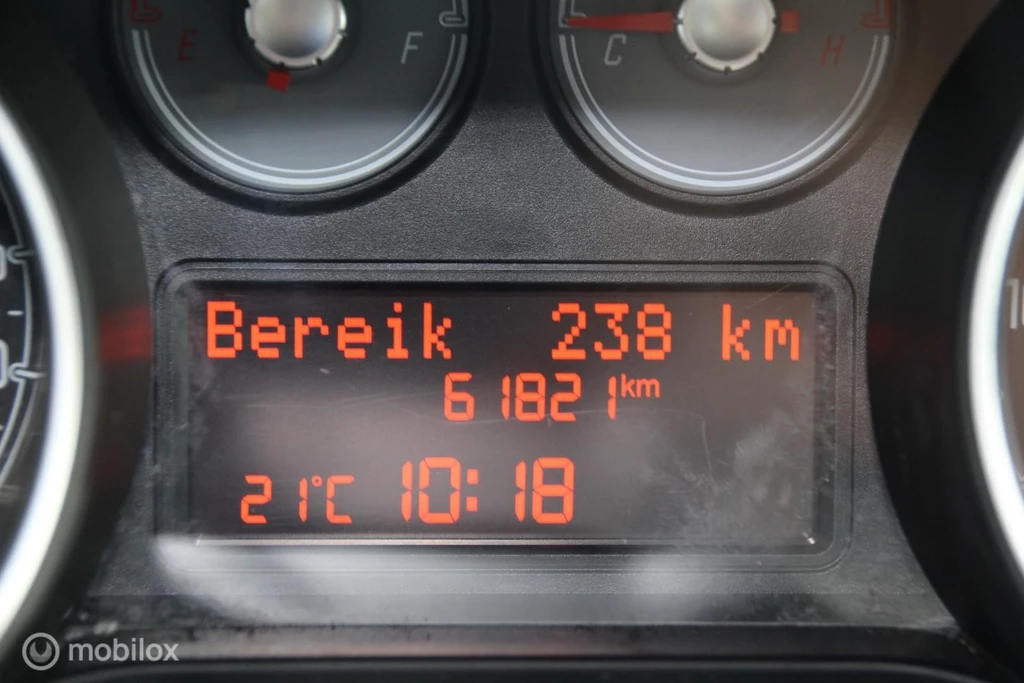 E F C H
Bereik 238 km
61821 km
21°C 10:18
mobilox